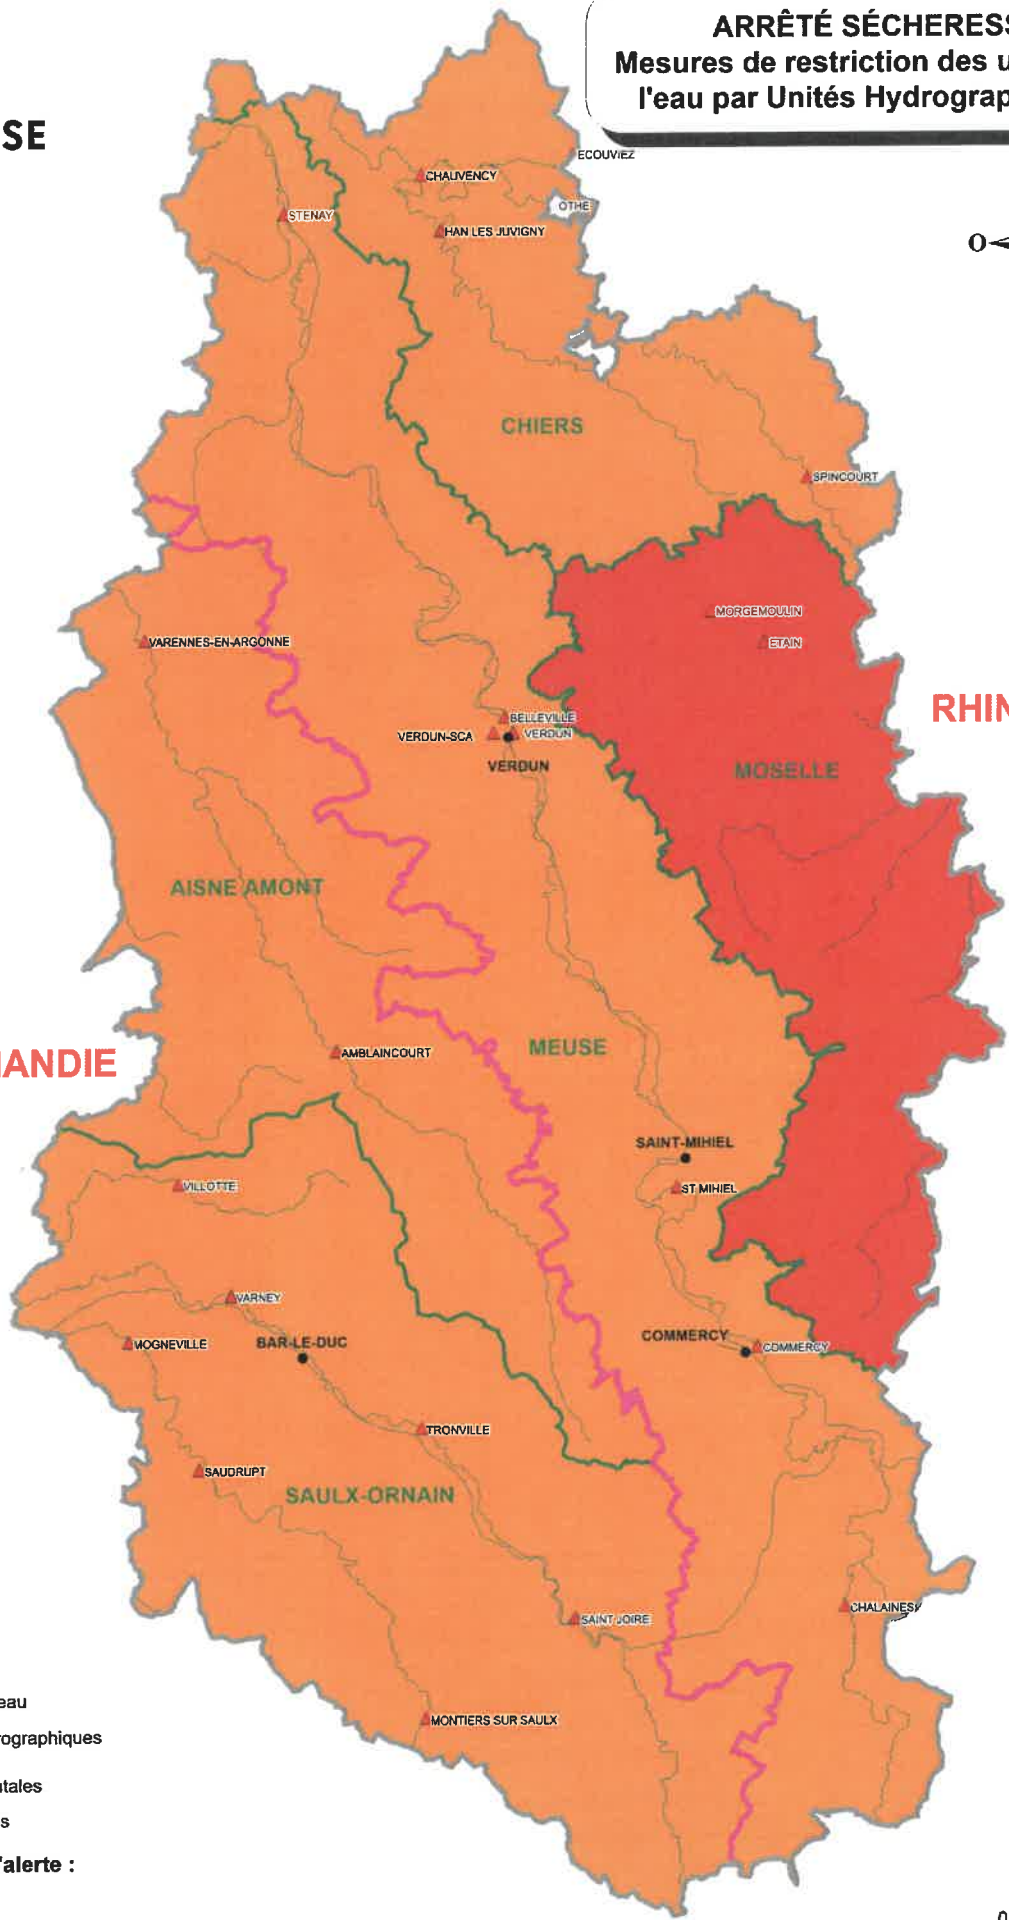 ARRÊTÉ SÉCHERESS
Mesures de restriction des u
l'eau par Unités Hydrograp
SE
ECOUVIEZ
CHAUVENCY
OTHE
STENAY
HAN LES JUVIGNY
O
CHIERS
SPINCOURT
MORGEMOULIN
VARENNES-EN-ARGONNE
ETAIN
RHIN
BELLEVILLE
VERDUN-SCA
VERDUN
VERDUN
MOSELLE
AISNE AMONT
MEUSE
AMBLAINCOURT
ANDIE
SAINT-MIHIEL
VILLOTTE
ST MIHIEL
VARNEY
MOGNEVILLE
BAR-LE-DUC
COMMERCY
COMMERCY
TRONVILLE
SAUDRUPT
SAULX-ORNAIN
CHALAINES
SAINT JOIRE
eau
MONTIERS SUR SAULX
rographiques
ntales
s
'alerte :